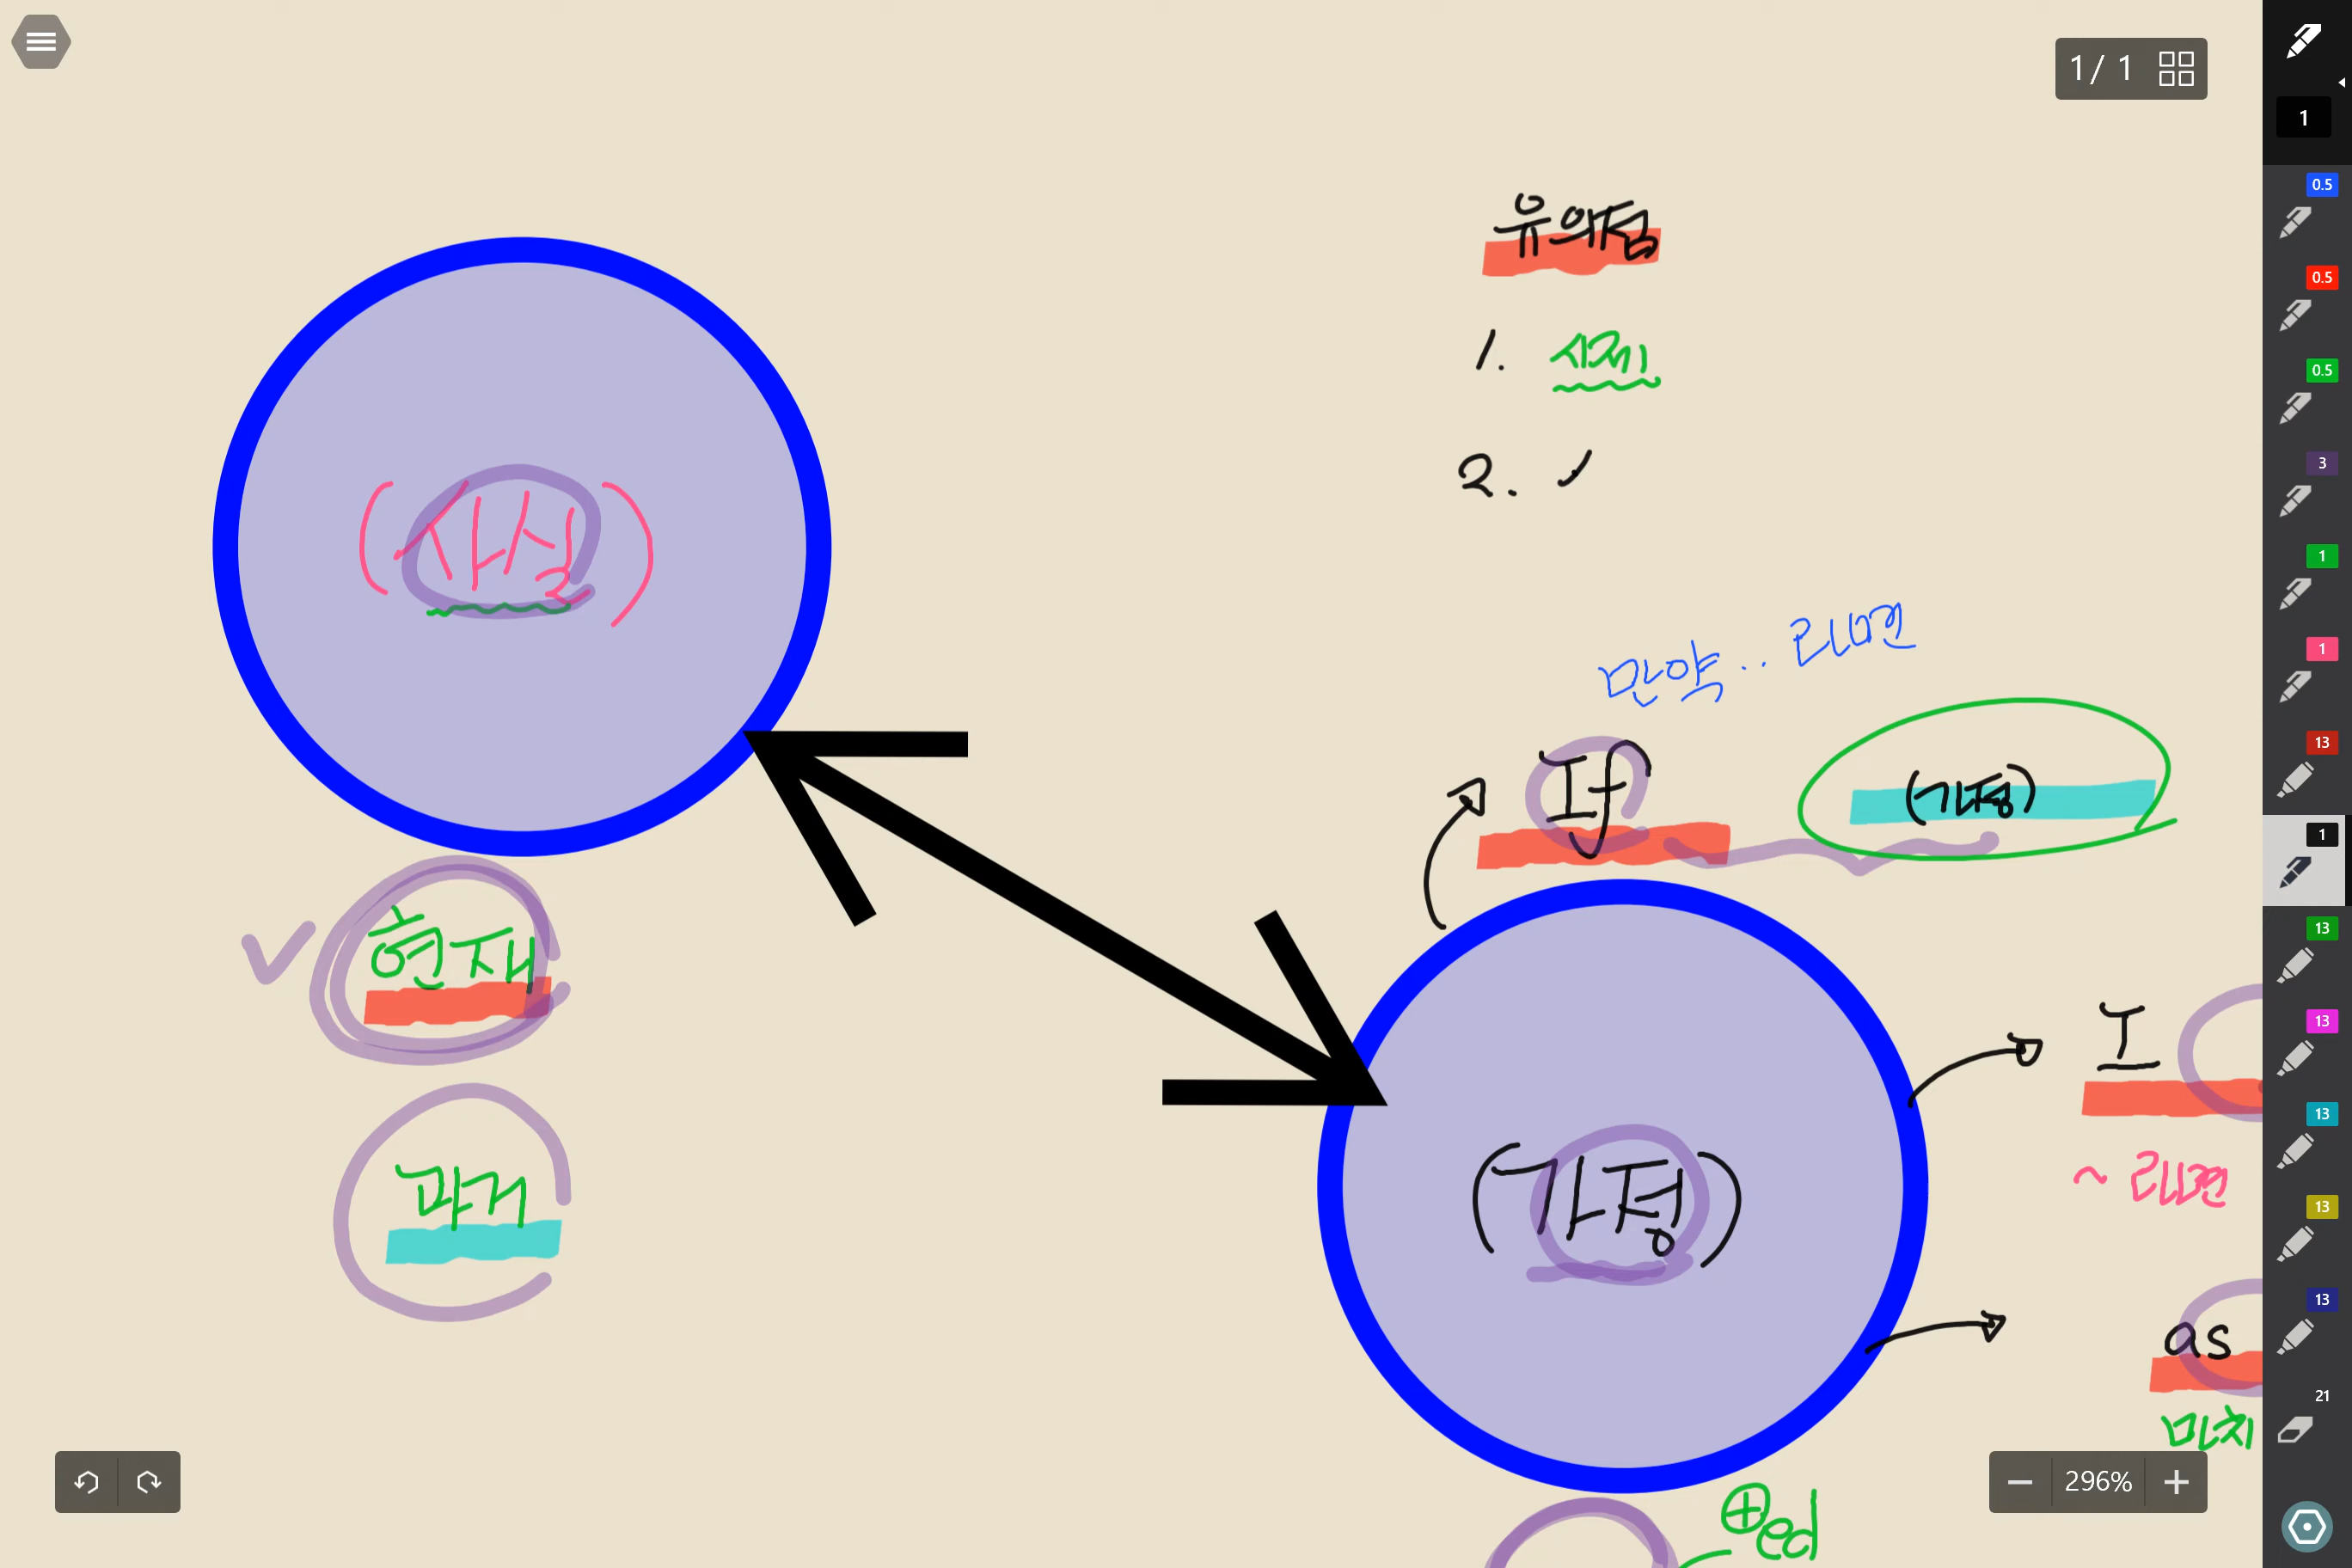 1/ 1
유의점
1. 시제
2.
만약.. 라면
If (가정)
(사실)
현재
과거
(가정)
I
~ 라면
as
마치
⊕ed
296%
1
0.5
0.5
0.5
3
1
1
13
1
13
13
13
13
13
21